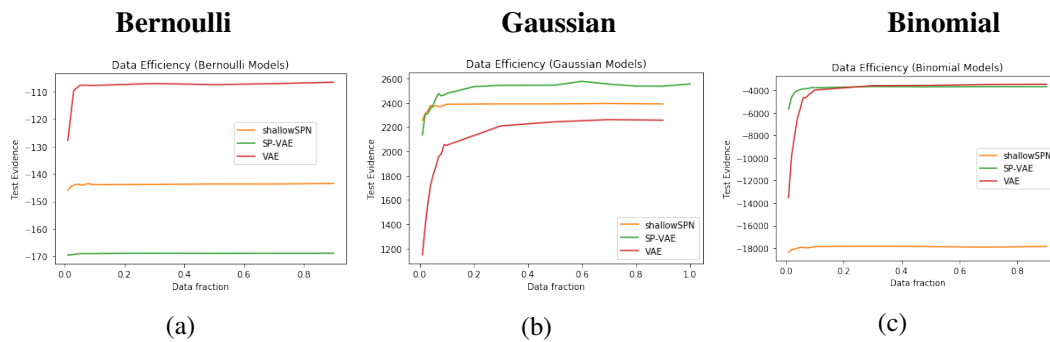 Bernoulli
Gaussian
Binomial
Data Efficiency (Bernoulli Models)
Test Evidence
−110
−120
−130
−140
−150
−160
−170
shallowSPN
SP-VAE
VAE
0.0 0.2 0.4 0.6 0.8
Data fraction
(a)
Data Efficiency (Gaussian Models)
Test Evidence
2600
2400
2200
2000
1800
1600
1400
1200
shallowSPN
SP-VAE
VAE
0.0 0.2 0.4 0.6 0.8 1.0
Data fraction
(b)
Data Efficiency (Binomial Models)
Test Evidence
−4000
−6000
−8000
−10000
−12000
−14000
−16000
−18000
shallowSPN
SP-VAE
VAE
0.0 0.2 0.4 0.6 0.8
Data fraction
(c)